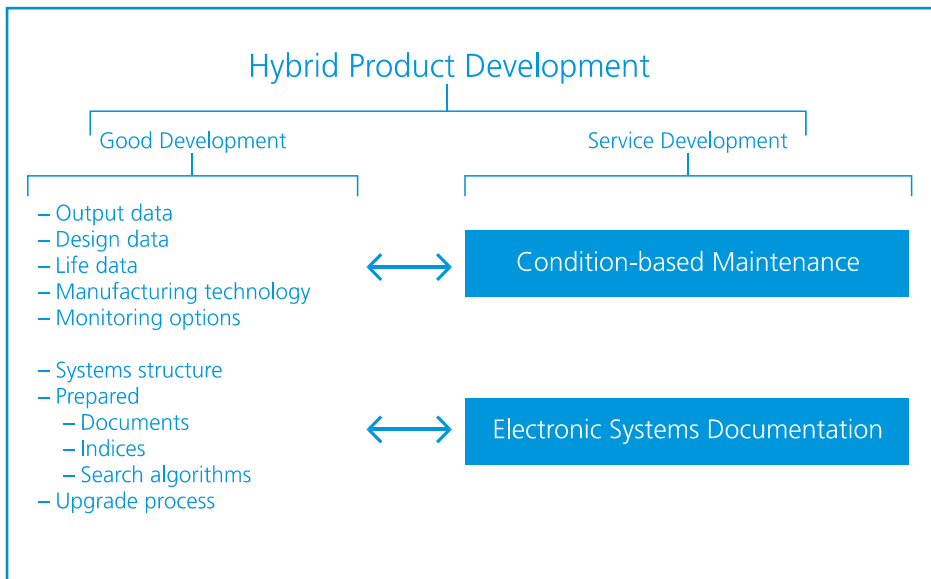 Hybrid Product Development
Good Development
Service Development
– Output data
– Design data
– Life data
– Manufacturing technology
– Monitoring options
Condition-based Maintenance
– Systems structure
– Prepared
– Documents
– Indices
– Search algorithms
– Upgrade process
Electronic Systems Documentation